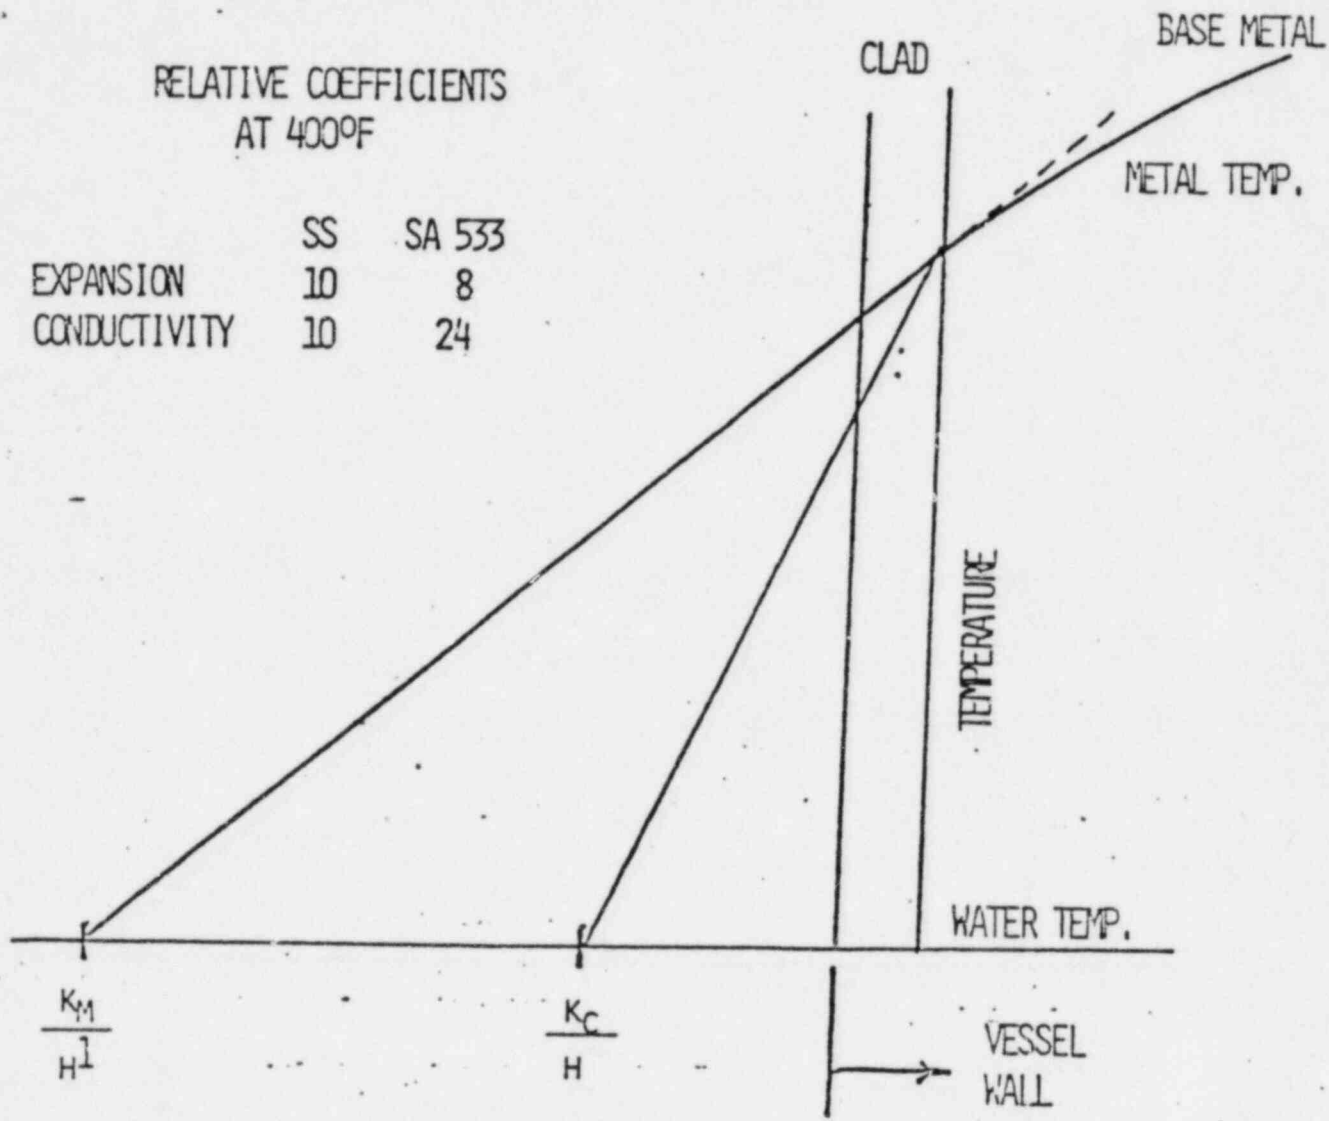 BASE METAL
CLAD
RELATIVE COEFFICIENTS
AT 400ºF
METAL TEMP.
SS SA 533
EXPANSION 10 8
CONDUCTIVITY 10 24
TEMPERATURE
WATER TEMP.
K_M
H^1
K_C
H
VESSEL
WALL